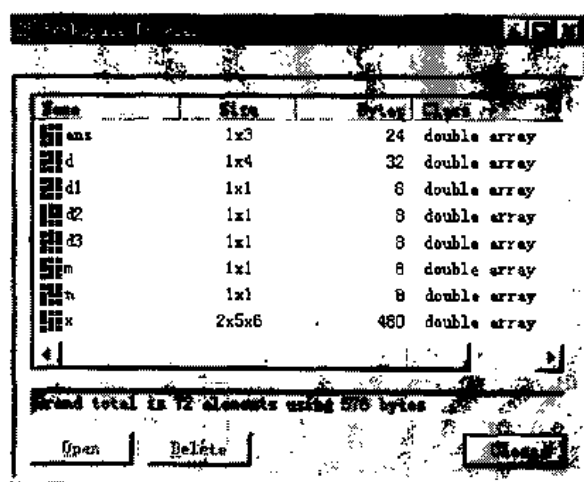 Name Size Bytes Class
ans 1x3 24 double array
d 1x4 32 double array
d1 1x1 8 double array
d2 1x1 8 double array
d3 1x1 8 double array
m 1x1 8 double array
n 1x1 8 double array
x 2x5x6 480 double array
Grand total is 72 elements using 576 bytes
Open Delete Close